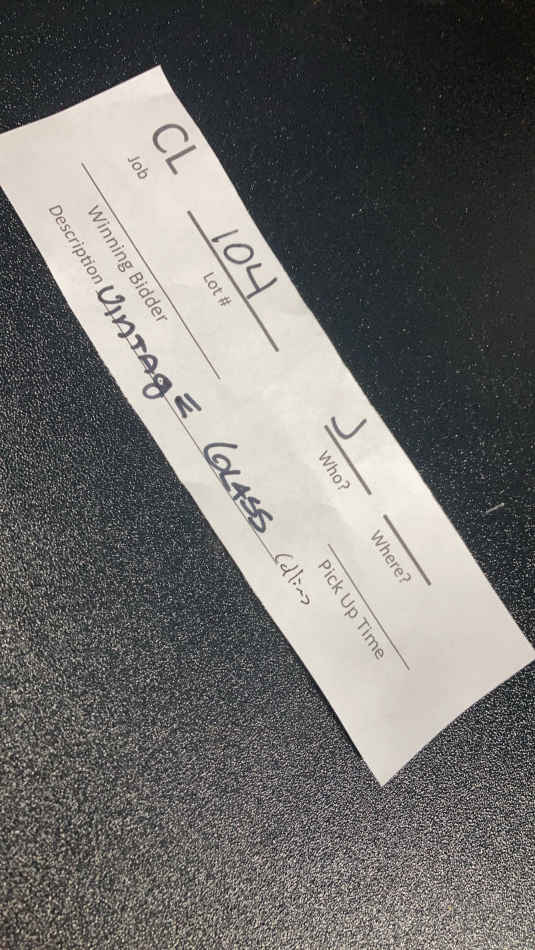 CL 104 J
Job Lot # Who? Where?
Winning Bidder Pick Up Time
Description VINTAGE GLASS